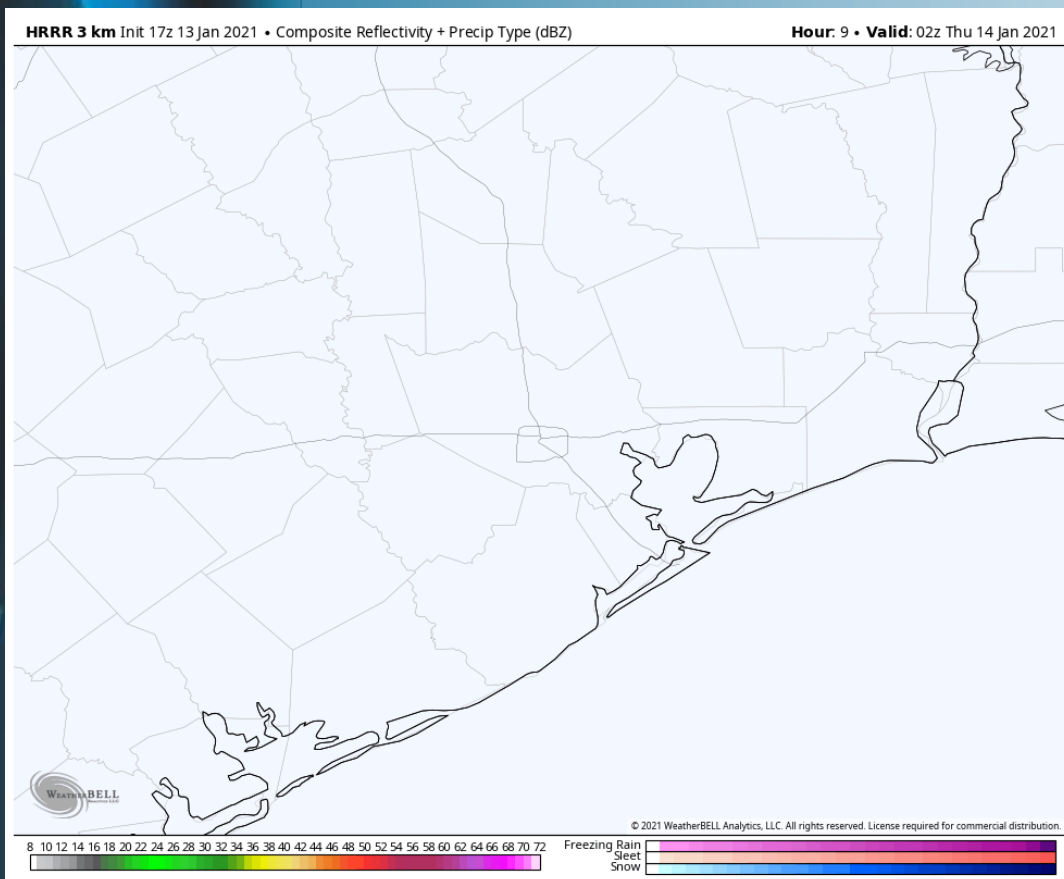 HRRR 3 km Init 17z 13 Jan 2021 • Composite Reflectivity + Precip Type (dBZ) Hour: 9 • Valid: 02z Thu 14 Jan 2021
WEATHERBELL
Analytics LLC
© 2021 WeatherBELL Analytics, LLC. All rights reserved. License required for commercial distribution.
8 10 12 14 16 18 20 22 24 26 28 30 32 34 36 38 40 42 44 46 48 50 52 54 56 58 60 62 64 66 68 70 72
Freezing Rain
Sleet
Snow